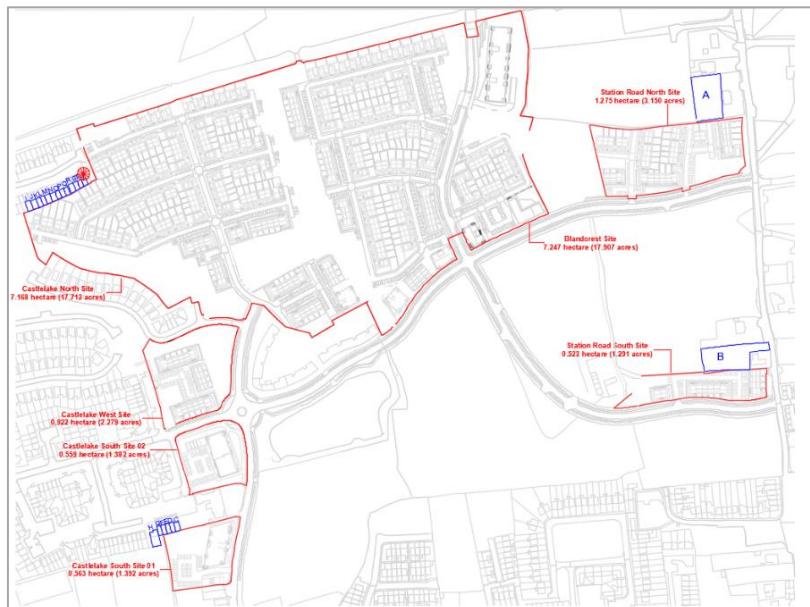 Station Road North Site
1.275 hectare (3.150 acres)
A
Blandcrest Site
7.247 hectare (17.907 acres)
Castlelake North Site
7.168 hectare (17.712 acres)
Station Road South Site
0.523 hectare (1.291 acres)
B
Castlelake West Site
0.922 hectare (2.279 acres)
Castlelake South Site 02
0.559 hectare (1.382 acres)
Castlelake South Site 01
0.563 hectare (1.392 acres)